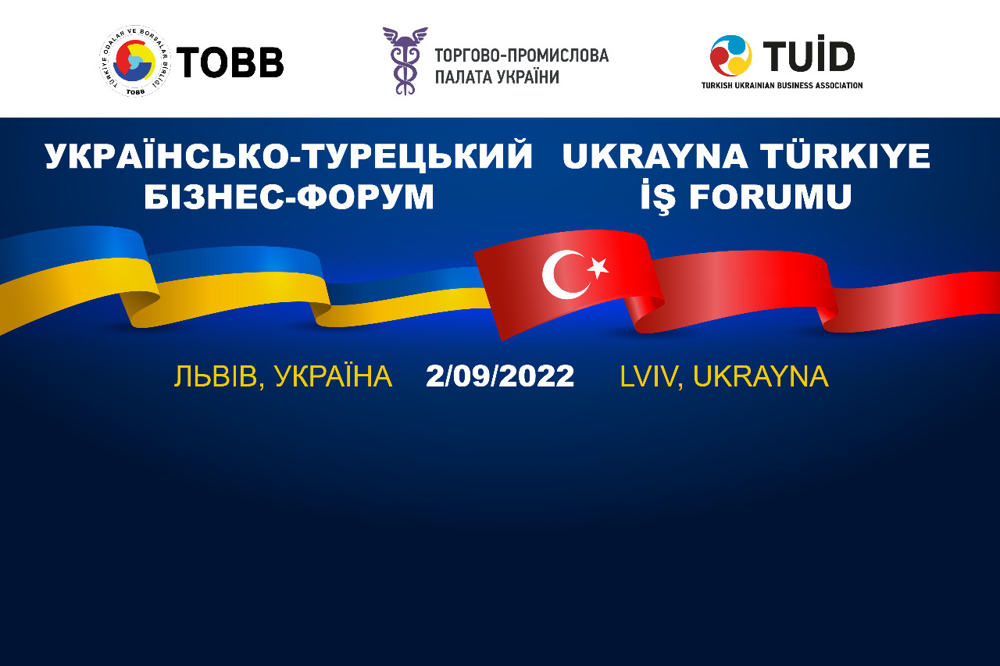 TÜRKİYE ODALAR VE BORSALAR BİRLİĞİ
TOBB
TOBB
ТОРГОВО-ПРОМИСЛОВА
ПАЛАТА УКРАЇНИ
TUİD
TURKISH UKRAINIAN BUSINESS ASSOCIATION
УКРАЇНСЬКО-ТУРЕЦЬКИЙ
БІЗНЕС-ФОРУМ
UKRAYNA TÜRKIYE
İŞ FORUMU
ЛЬВІВ, УКРАЇНА
2/09/2022
LVIV, UKRAYNA